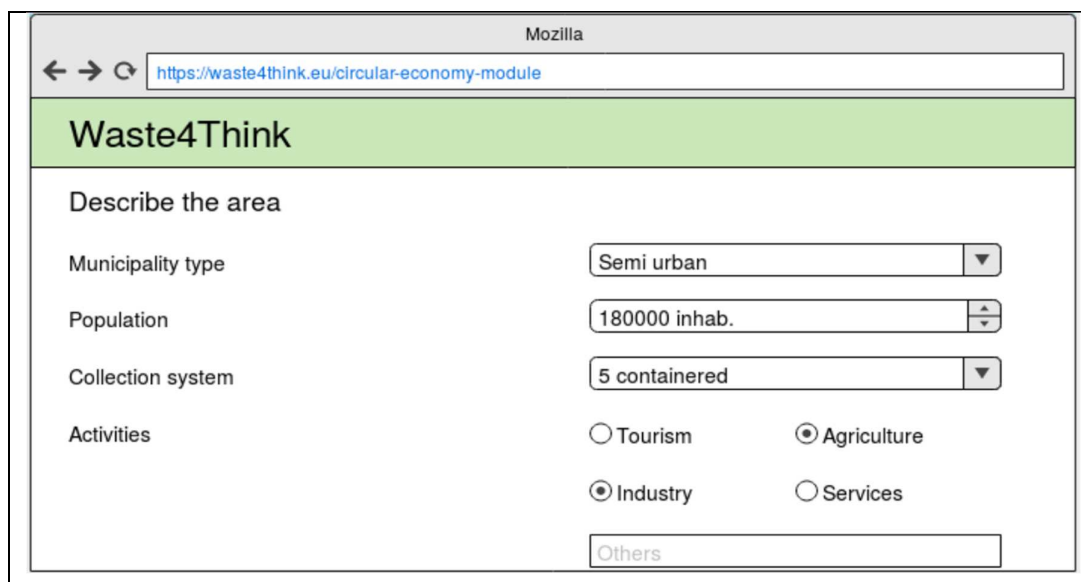 Mozilla
https://waste4think.eu/circular-economy-module
Waste4Think
Describe the area
Municipality type Semi urban
Population 180000 inhab.
Collection system 5 containered
Activities Tourism Agriculture
Industry Services
Others